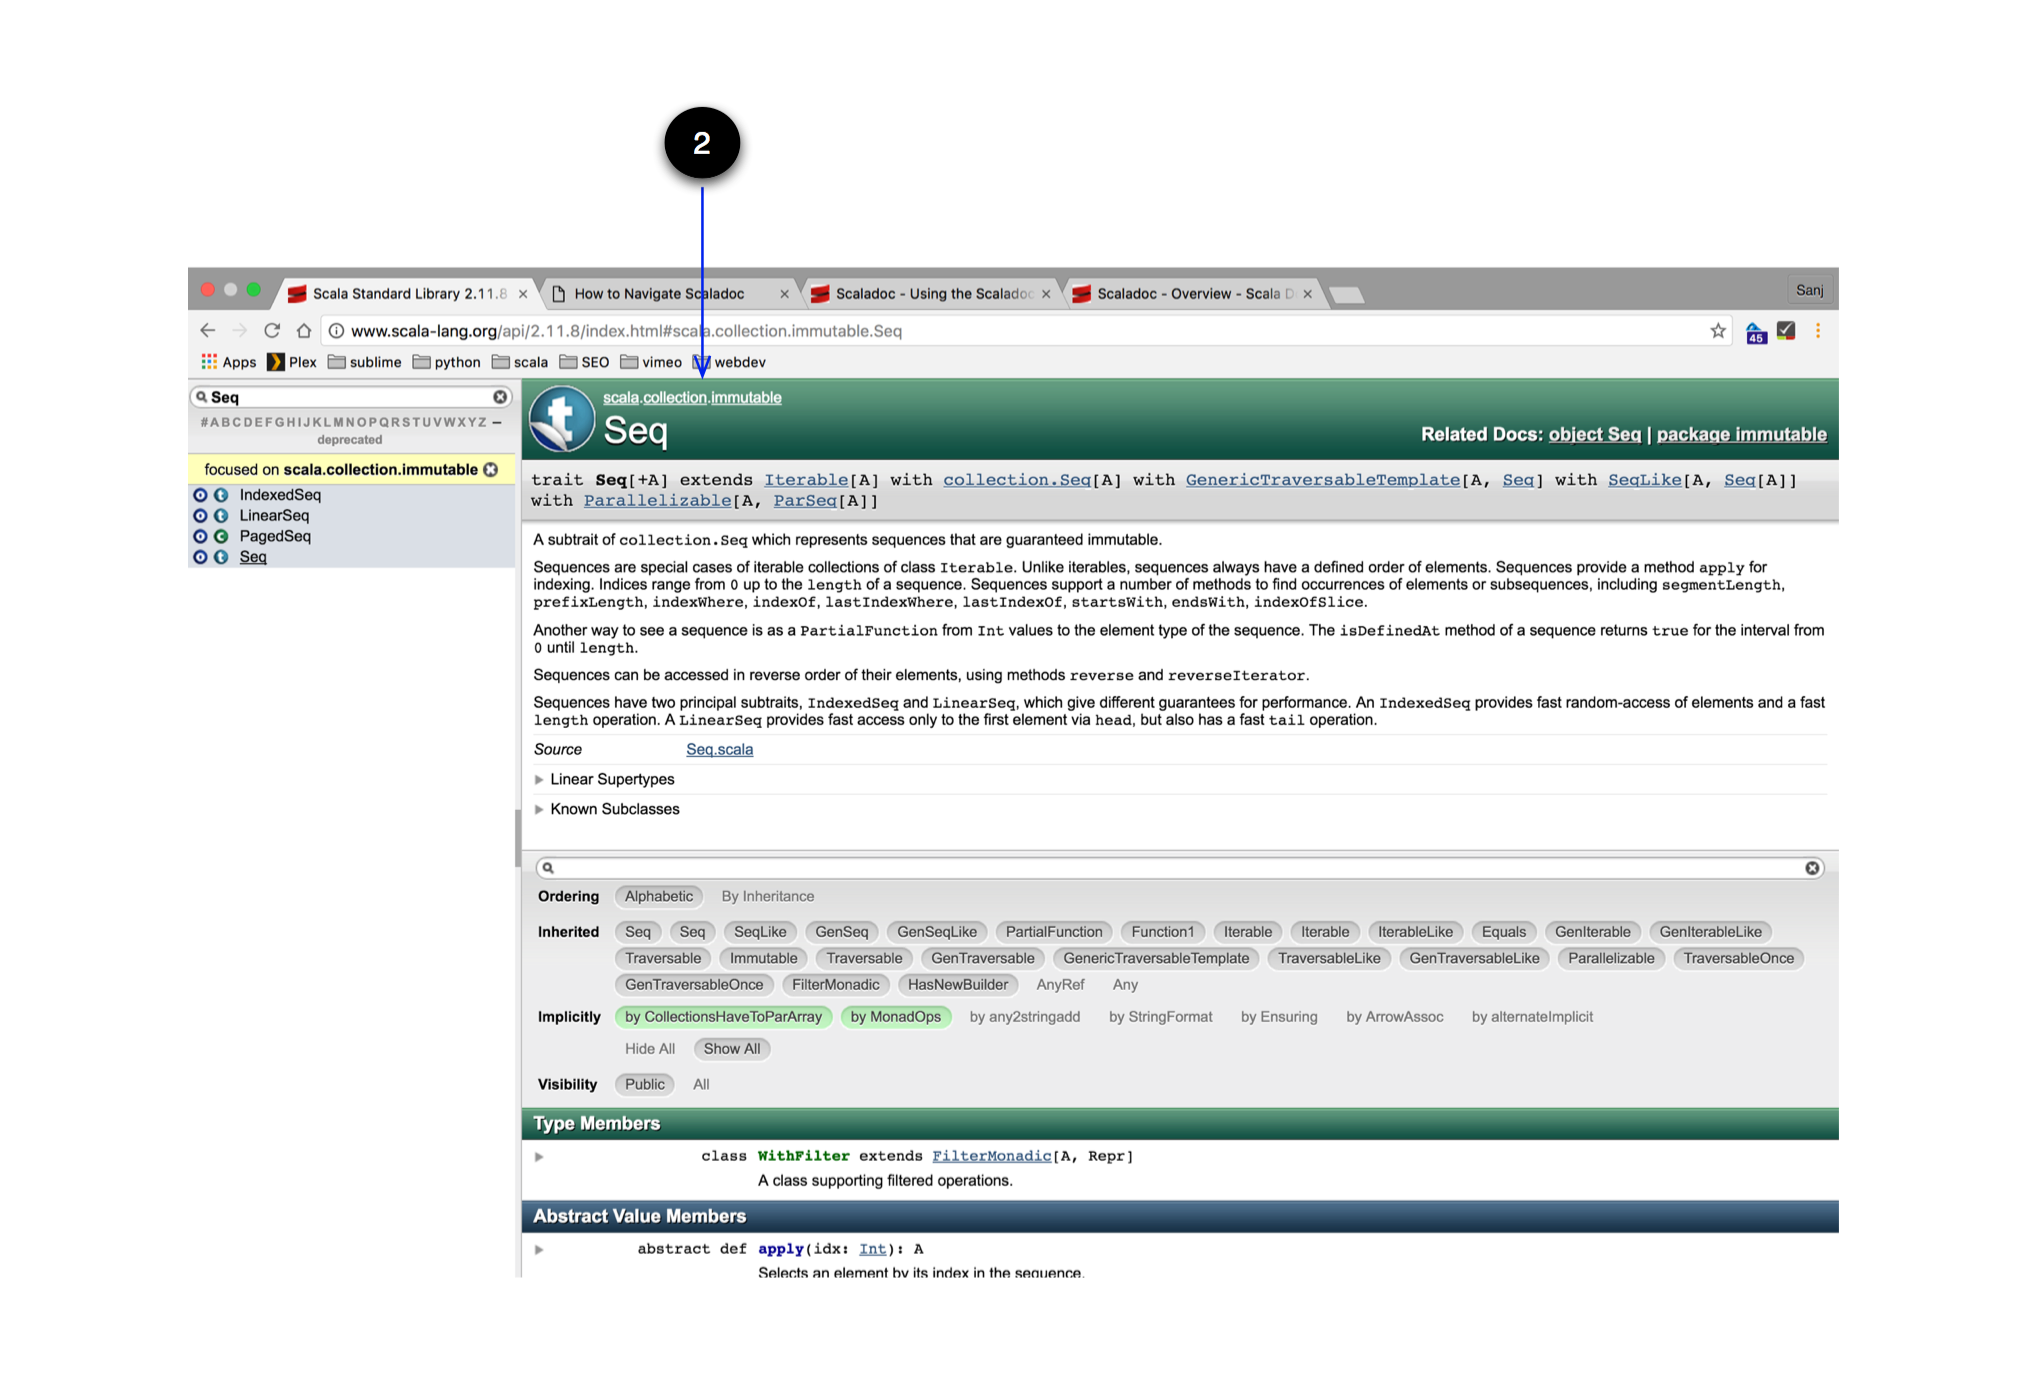 2
Scala Standard Library 2.11.8
How to Navigate Scaladoc
Scaladoc - Using the Scaladoc
Scaladoc - Overview - Scala D
Sanj
www.scala-lang.org/api/2.11.8/index.html#scala.collection.immutable.Seq
45
Apps Plex sublime python scala SEO vimeo webdev
Seq
#ABCDEFGHIJKLMNOPQRSTUVWXYZ –
deprecated
focused on scala.collection.immutable
IndexedSeq
LinearSeq
PagedSeq
Seq
t
scala.collection.immutable
Seq
Related Docs: object Seq | package immutable
trait Seq[+A] extends Iterable[A] with collection.Seq[A] with GenericTraversableTemplate[A, Seq] with SeqLike[A, Seq[A]]
with Parallelizable[A, ParSeq[A]]
A subtrait of collection.Seq which represents sequences that are guaranteed immutable.
Sequences are special cases of iterable collections of class Iterable. Unlike iterables, sequences always have a defined order of elements. Sequences provide a method apply for
indexing. Indices range from 0 up to the length of a sequence. Sequences support a number of methods to find occurrences of elements or subsequences, including segmentLength,
prefixLength, indexWhere, indexOf, lastIndexWhere, lastIndexOf, startsWith, endsWith, indexOfSlice.
Another way to see a sequence is as a PartialFunction from Int values to the element type of the sequence. The isDefinedAt method of a sequence returns true for the interval from
0 until length.
Sequences can be accessed in reverse order of their elements, using methods reverse and reverseIterator.
Sequences have two principal subtraits, IndexedSeq and LinearSeq, which give different guarantees for performance. An IndexedSeq provides fast random-access of elements and a fast
length operation. A LinearSeq provides fast access only to the first element via head, but also has a fast tail operation.
Source Seq.scala
Linear Supertypes
Known Subclasses
Ordering Alphabetic By Inheritance
Inherited Seq Seq SeqLike GenSeq GenSeqLike PartialFunction Function1 Iterable Iterable IterableLike Equals GenIterable GenIterableLike
Traversable Immutable Traversable GenTraversable GenericTraversableTemplate TraversableLike GenTraversableLike Parallelizable TraversableOnce
GenTraversableOnce FilterMonadic HasNewBuilder AnyRef Any
Implicitly by CollectionsHaveToParArray by MonadOps by any2stringadd by StringFormat by Ensuring by ArrowAssoc by alternateImplicit
Hide All Show All
Visibility Public All
Type Members
class WithFilter extends FilterMonadic[A, Repr]
A class supporting filtered operations.
Abstract Value Members
abstract def apply(idx: Int): A
Selects an element by its index in the sequence.